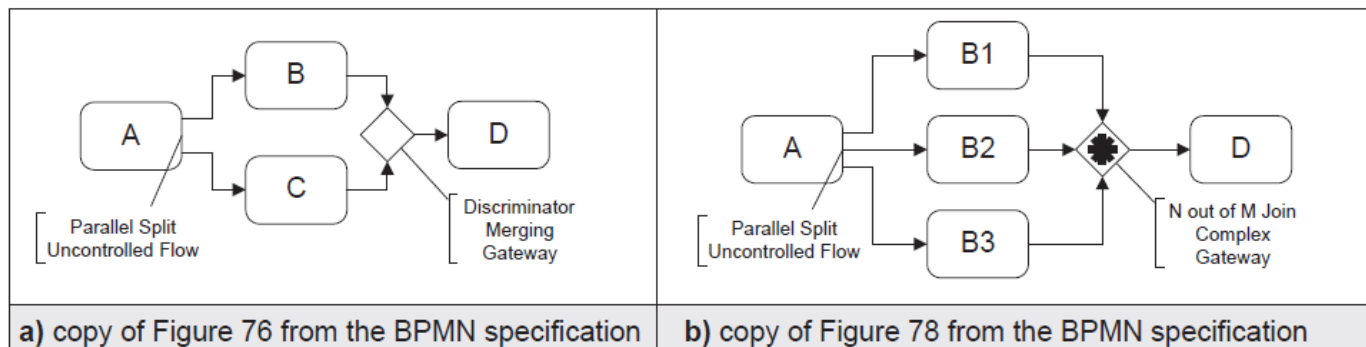 B
A
D
C
Parallel Split
Uncontrolled Flow
Discriminator
Merging
Gateway
a) copy of Figure 76 from the BPMN specification
B1
A
B2
D
B3
Parallel Split
Uncontrolled Flow
N out of M Join
Complex
Gateway
b) copy of Figure 78 from the BPMN specification